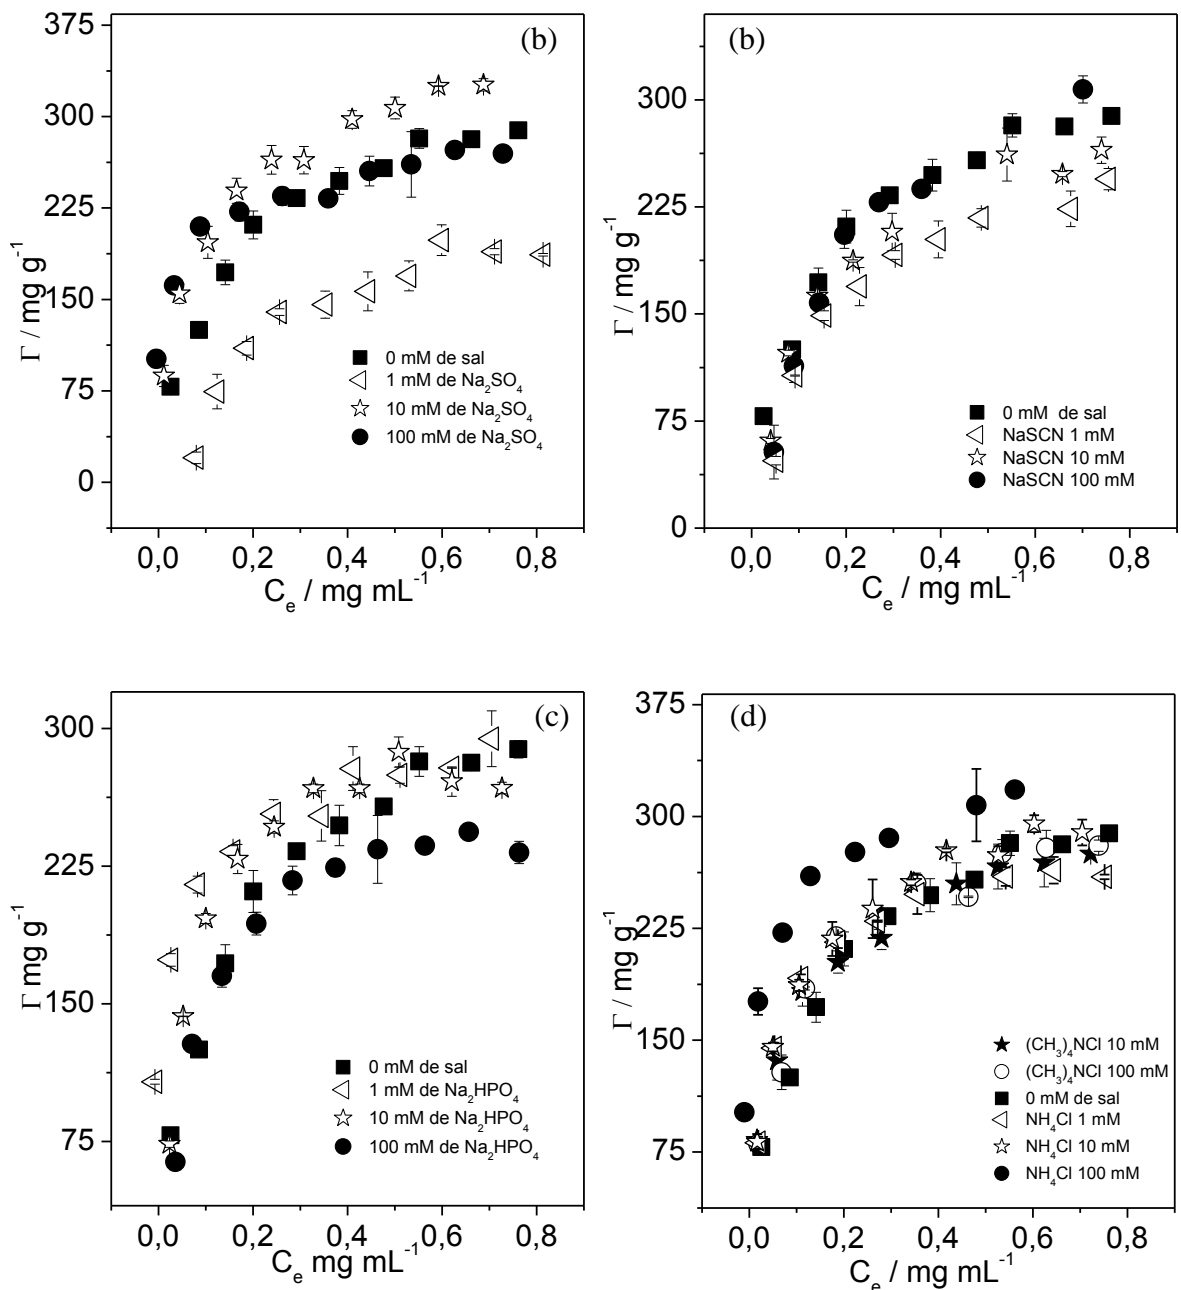 (b)
375
300
225
150
75
0
Γ / mg g⁻¹
0 mM de sal
1 mM de Na₂SO₄
10 mM de Na₂SO₄
100 mM de Na₂SO₄
0,0 0,2 0,4 0,6 0,8
Cₑ / mg mL⁻¹
(b)
300
225
150
75
0
Γ / mg g⁻¹
0 mM de sal
NaSCN 1 mM
NaSCN 10 mM
NaSCN 100 mM
0,0 0,2 0,4 0,6 0,8
Cₑ / mg mL⁻¹
(c)
300
225
150
75
Γ mg g⁻¹
0 mM de sal
1 mM de Na₂HPO₄
10 mM de Na₂HPO₄
100 mM de Na₂HPO₄
0,0 0,2 0,4 0,6 0,8
Cₑ mg mL⁻¹
(d)
375
300
225
150
75
Γ / mg g⁻¹
(CH₃)₄NCl 10 mM
(CH₃)₄NCl 100 mM
0 mM de sal
NH₄Cl 1 mM
NH₄Cl 10 mM
NH₄Cl 100 mM
0,0 0,2 0,4 0,6 0,8
Cₑ / mg mL⁻¹